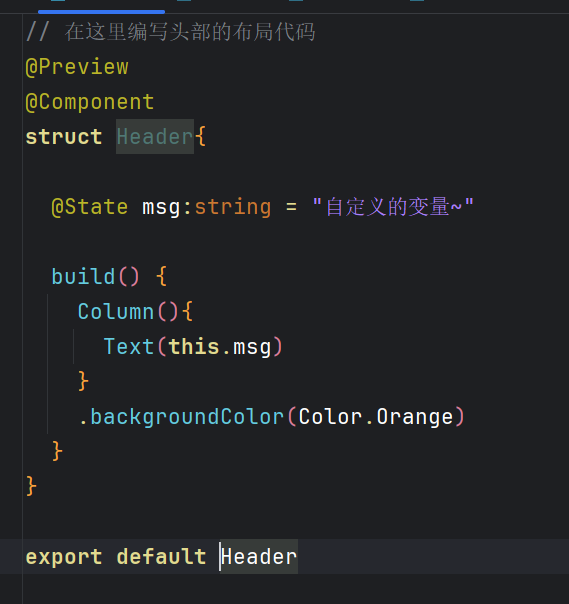 // 在这里编写头部的布局代码
@Preview
@Component
struct Header{
@State msg:string = "自定义的变量~"
build() {
Column(){
Text(this.msg)
}
.backgroundColor(Color.Orange)
}
}
export default Header